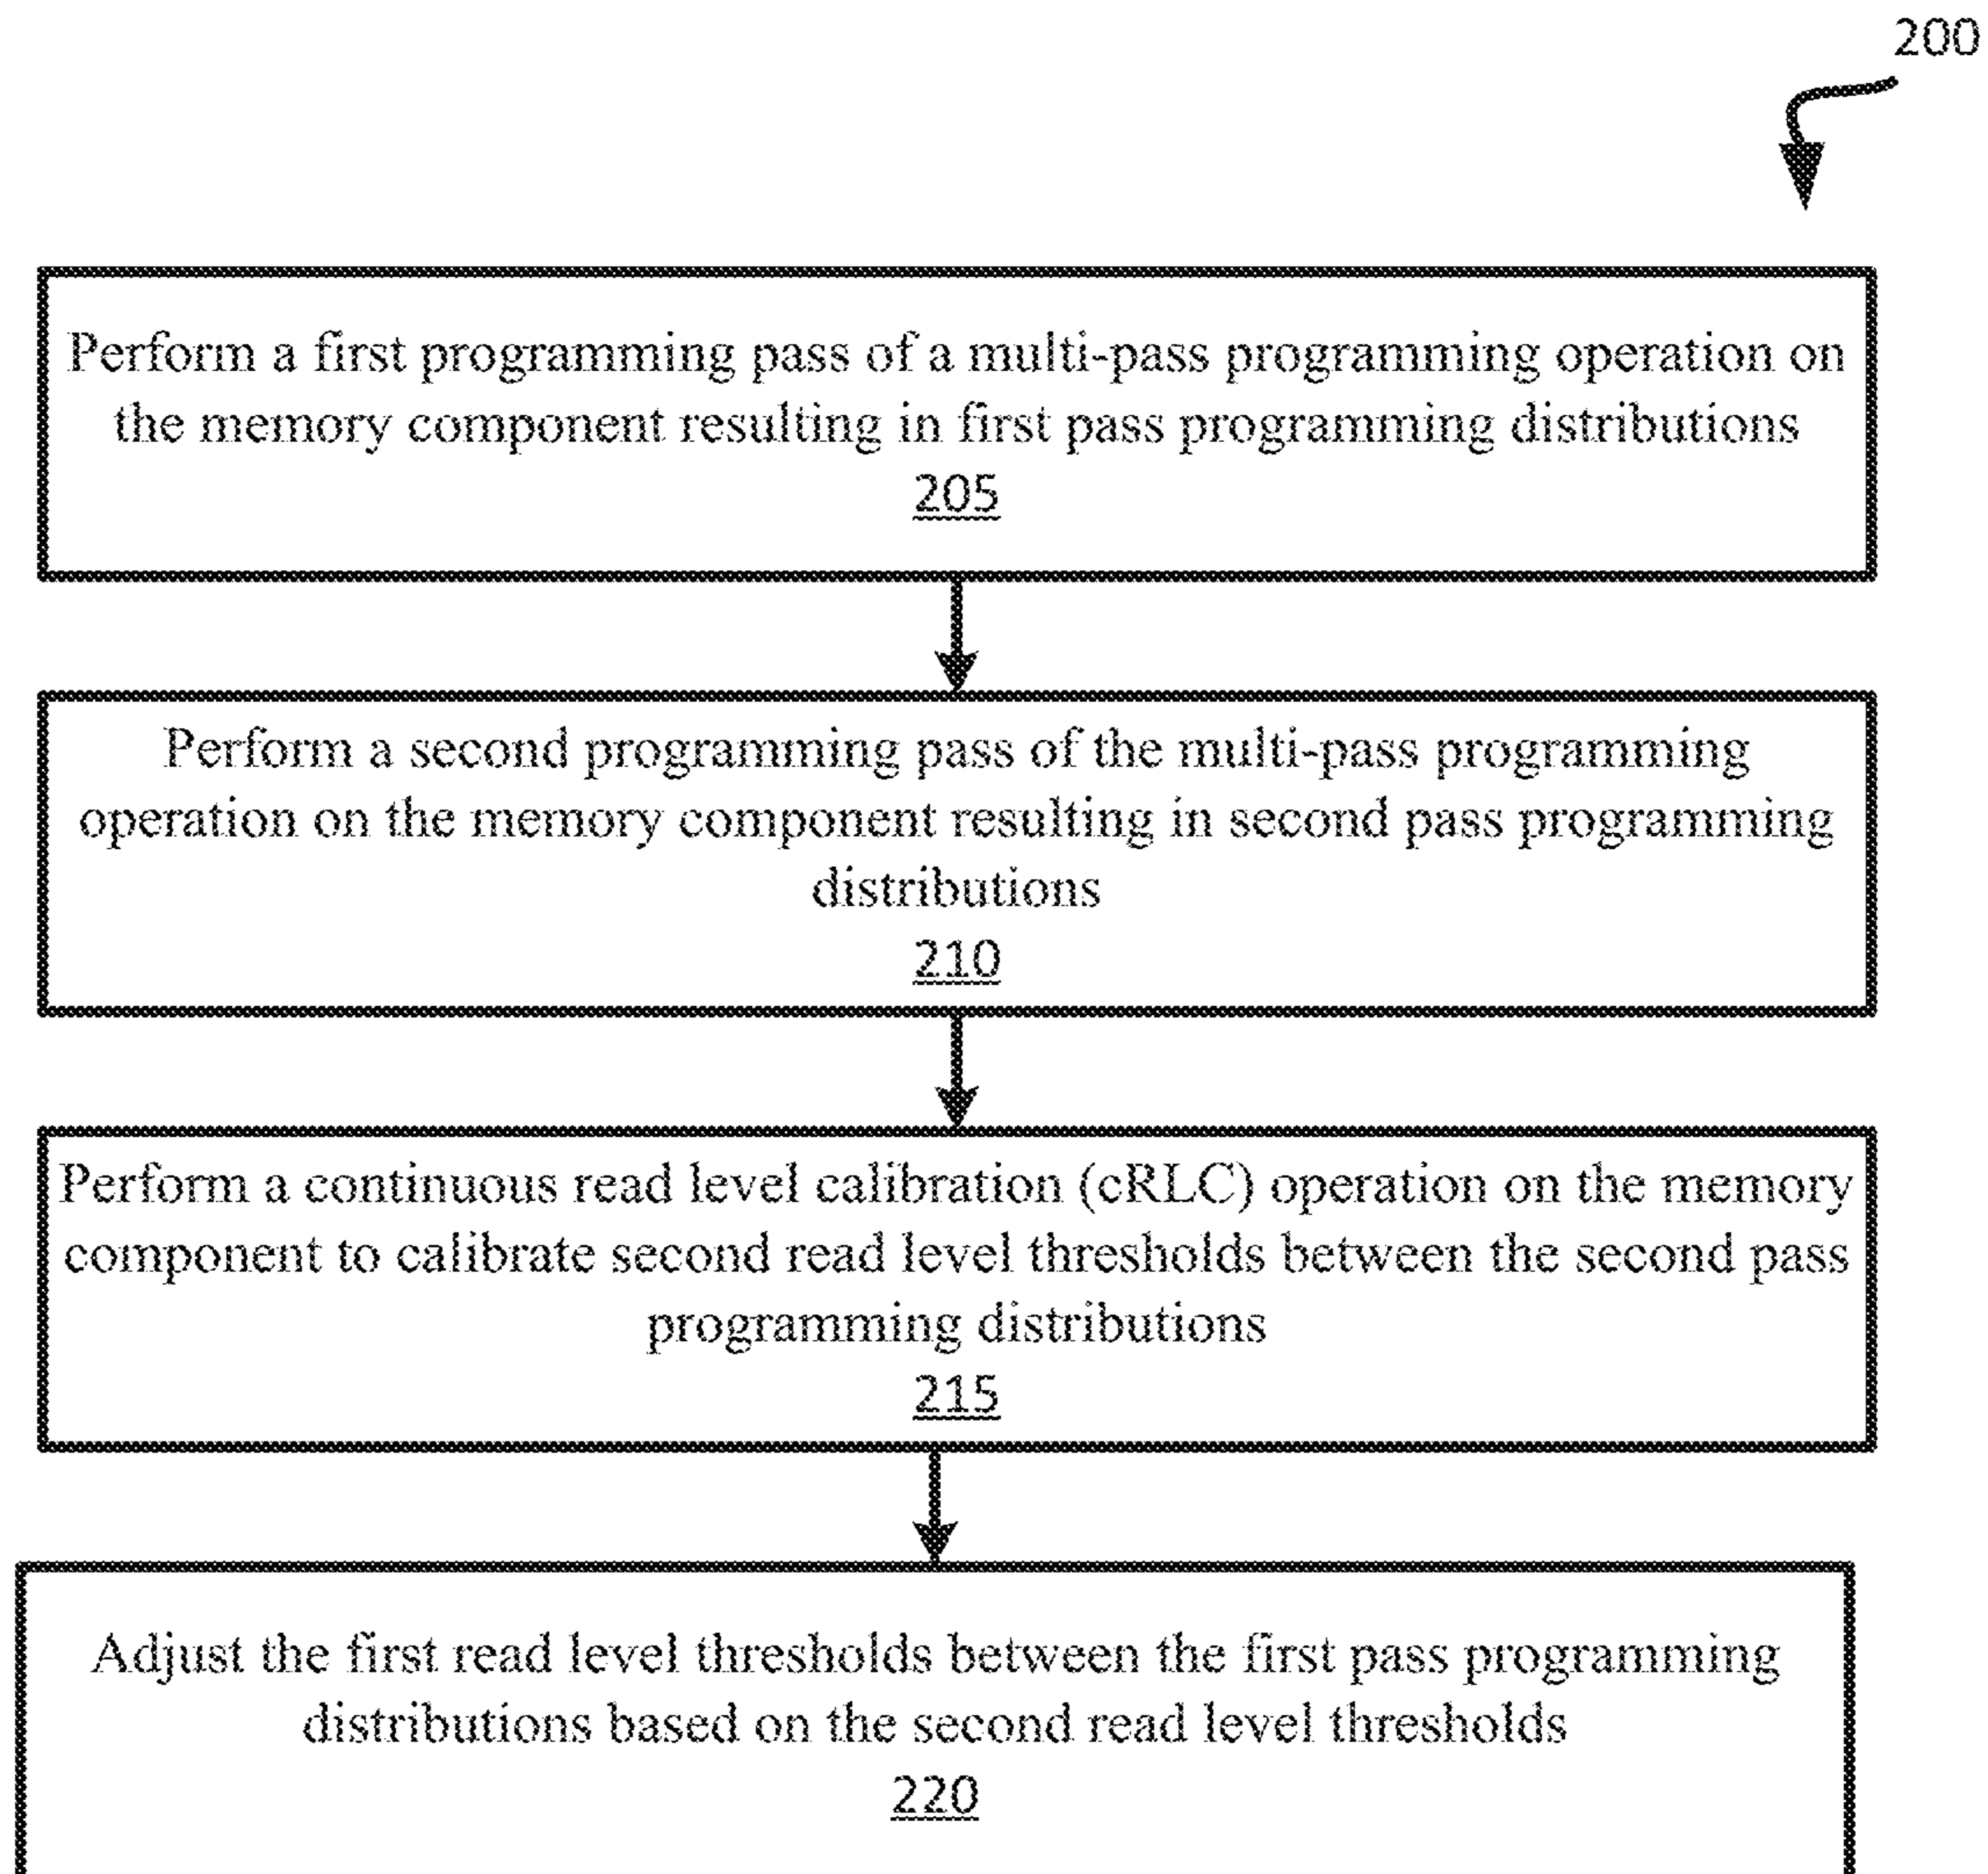 200
Perform a first programming pass of a multi-pass programming operation on
the memory component resulting in first pass programming distributions
205
Perform a second programming pass of the multi-pass programming
operation on the memory component resulting in second pass programming
distributions
210
Perform a continuous read level calibration (cRLC) operation on the memory
component to calibrate second read level thresholds between the second pass
programming distributions
215
Adjust the first read level thresholds between the first pass programming
distributions based on the second read level thresholds
220